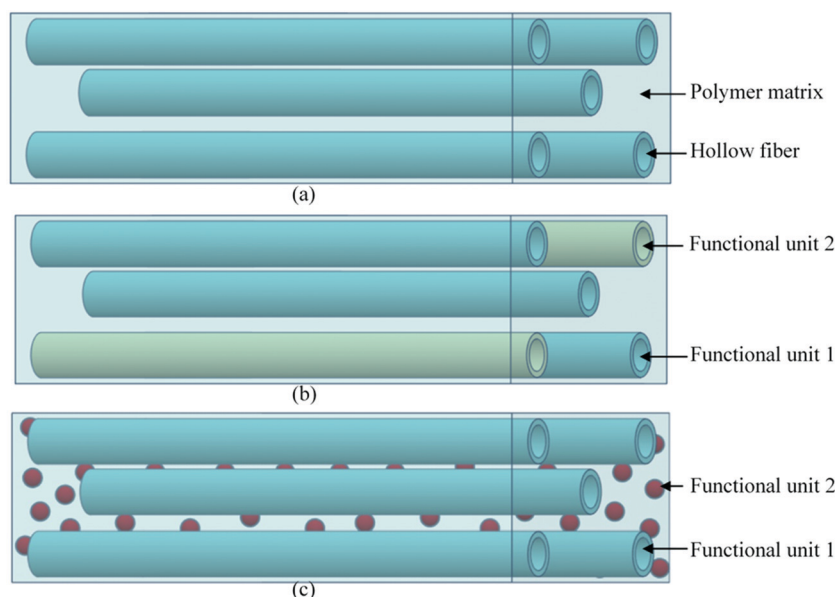 Polymer matrix
Hollow fiber
(a)
Functional unit 2
Functional unit 1
(b)
Functional unit 2
Functional unit 1
(c)